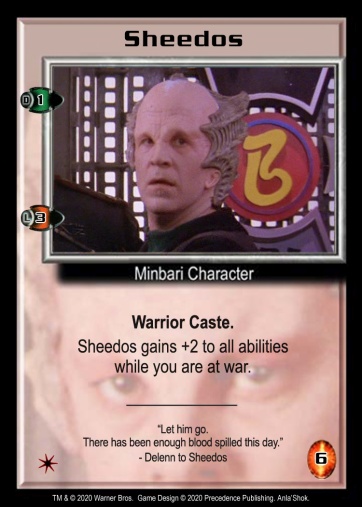 Sheedos
D 1
L 3
Minbari Character
Warrior Caste.
Sheedos gains +2 to all abilities
while you are at war.
“Let him go.
There has been enough blood spilled this day.”
- Delenn to Sheedos
6
TM & © 2020 Warner Bros. Game Design © 2020 Precedence Publishing. Anla'Shok.